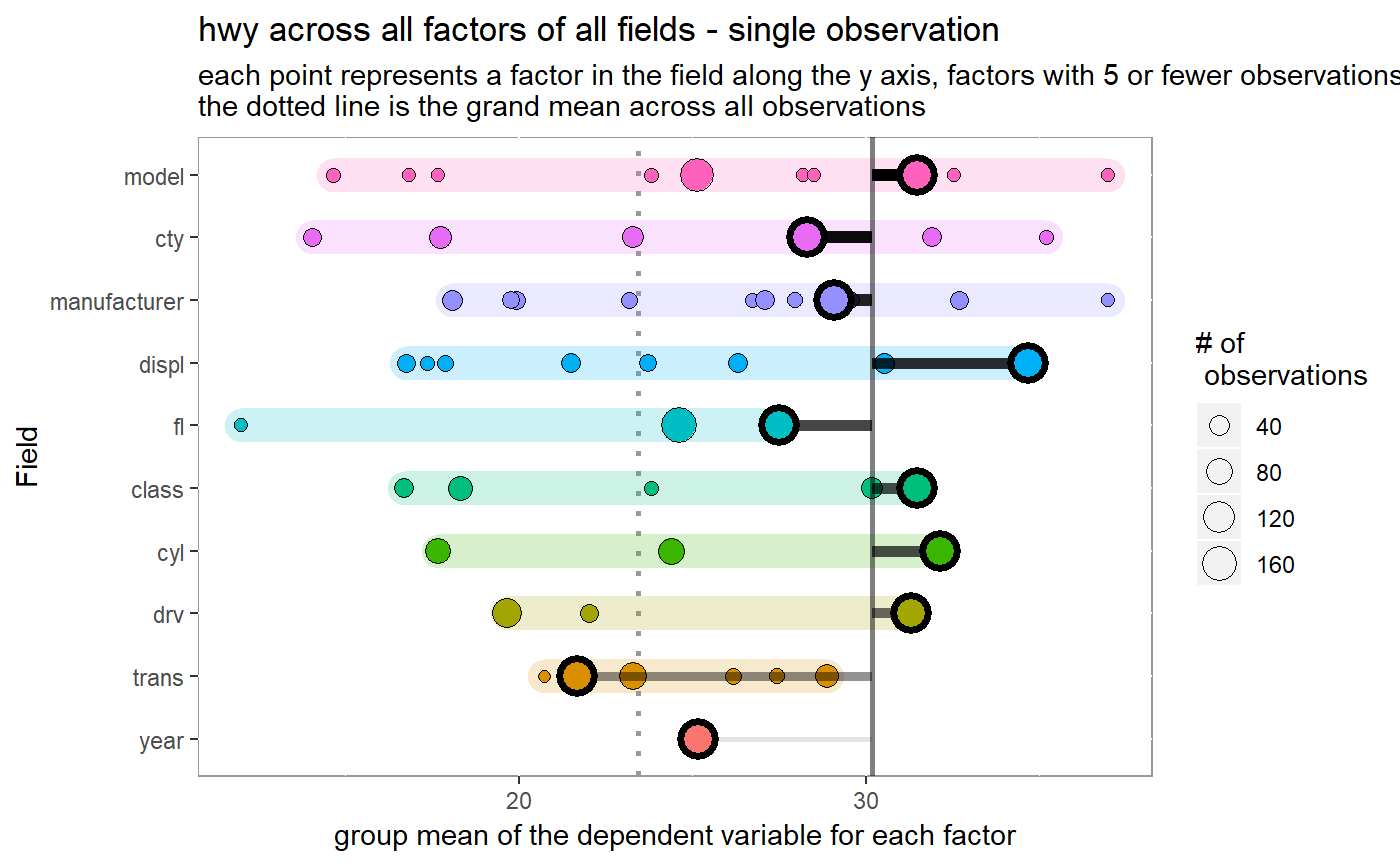 hwy across all factors of all fields - single observation
each point represents a factor in the field along the y axis, factors with 5 or fewer observations
the dotted line is the grand mean across all observations
model
cty
manufacturer
displ
fl
class
cyl
drv
trans
year
Field
20 30
group mean of the dependent variable for each factor
# of
observations
40
80
120
160